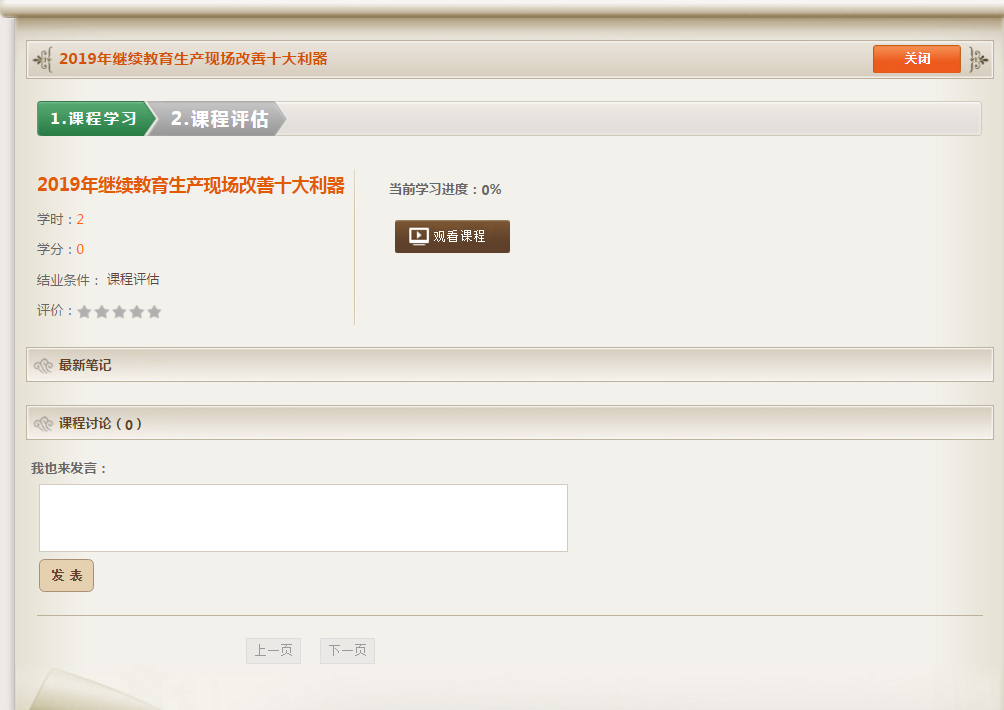 2019年继续教育生产现场改善十大利器
关闭
1.课程学习
2.课程评估
2019年继续教育生产现场改善十大利器
学时：2
学分：0
结业条件： 课程评估
评价：
当前学习进度：0%
观看课程
最新笔记
课程讨论（0）
我也来发言：
发 表
上一页
下一页